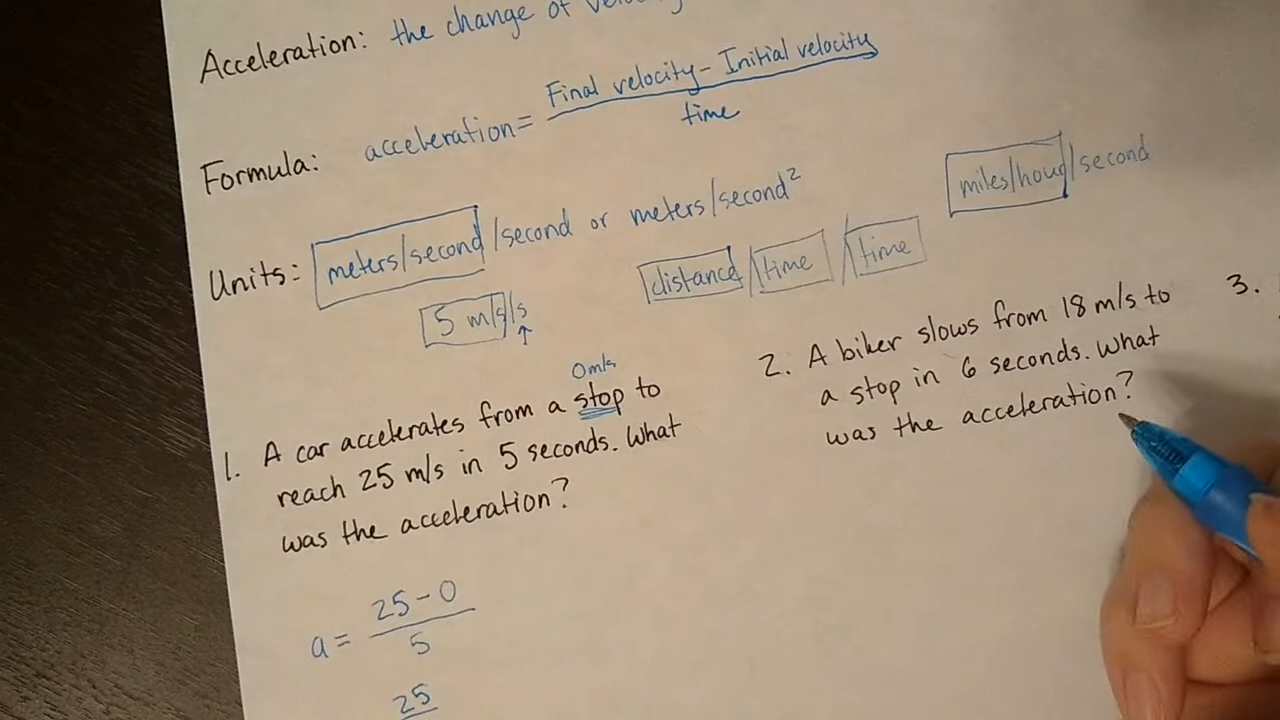 Acceleration: the change of
Formula: acceleration = Final velocity - Initial velocity
time
Units: meters/second/second or meters/second²
miles/hour/second
5 m/s/s
↑
distance/time/time
0 m/s
1. A car accelerates from a stop to
reach 25 m/s in 5 seconds. What
was the acceleration?
a = 25 - 0
5
25
2. A biker slows from 18 m/s to
a stop in 6 seconds. What
was the acceleration?
3.